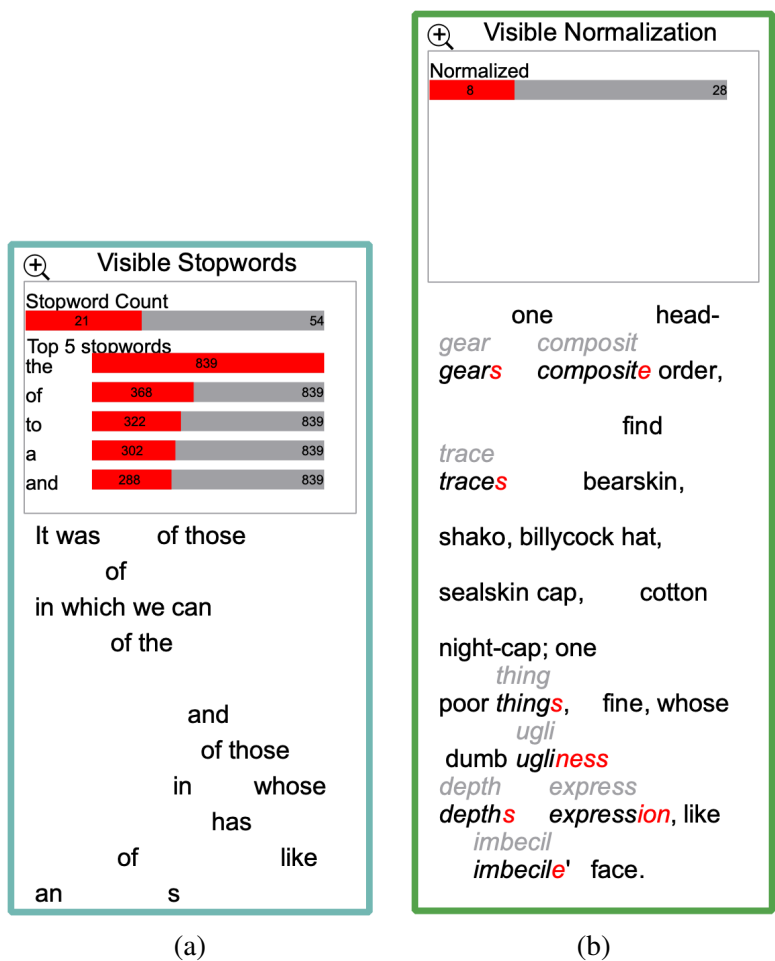 Visible Stopwords
Stopword Count
21 54
Top 5 stopwords
the 839
of 368 839
to 322 839
a 302 839
and 288 839
It was of those
of
in which we can
of the
and
of those
in whose
has
of like
an s
(a)
Visible Normalization
Normalized
8 28
one head-
gear composit
gears composite order,
find
trace
traces bearskin,
shako, billycock hat,
sealskin cap, cotton
night-cap; one
thing
poor things, fine, whose
ugli
dumb ugliness
depth express
depths expression, like
imbecil
imbecile' face.
(b)